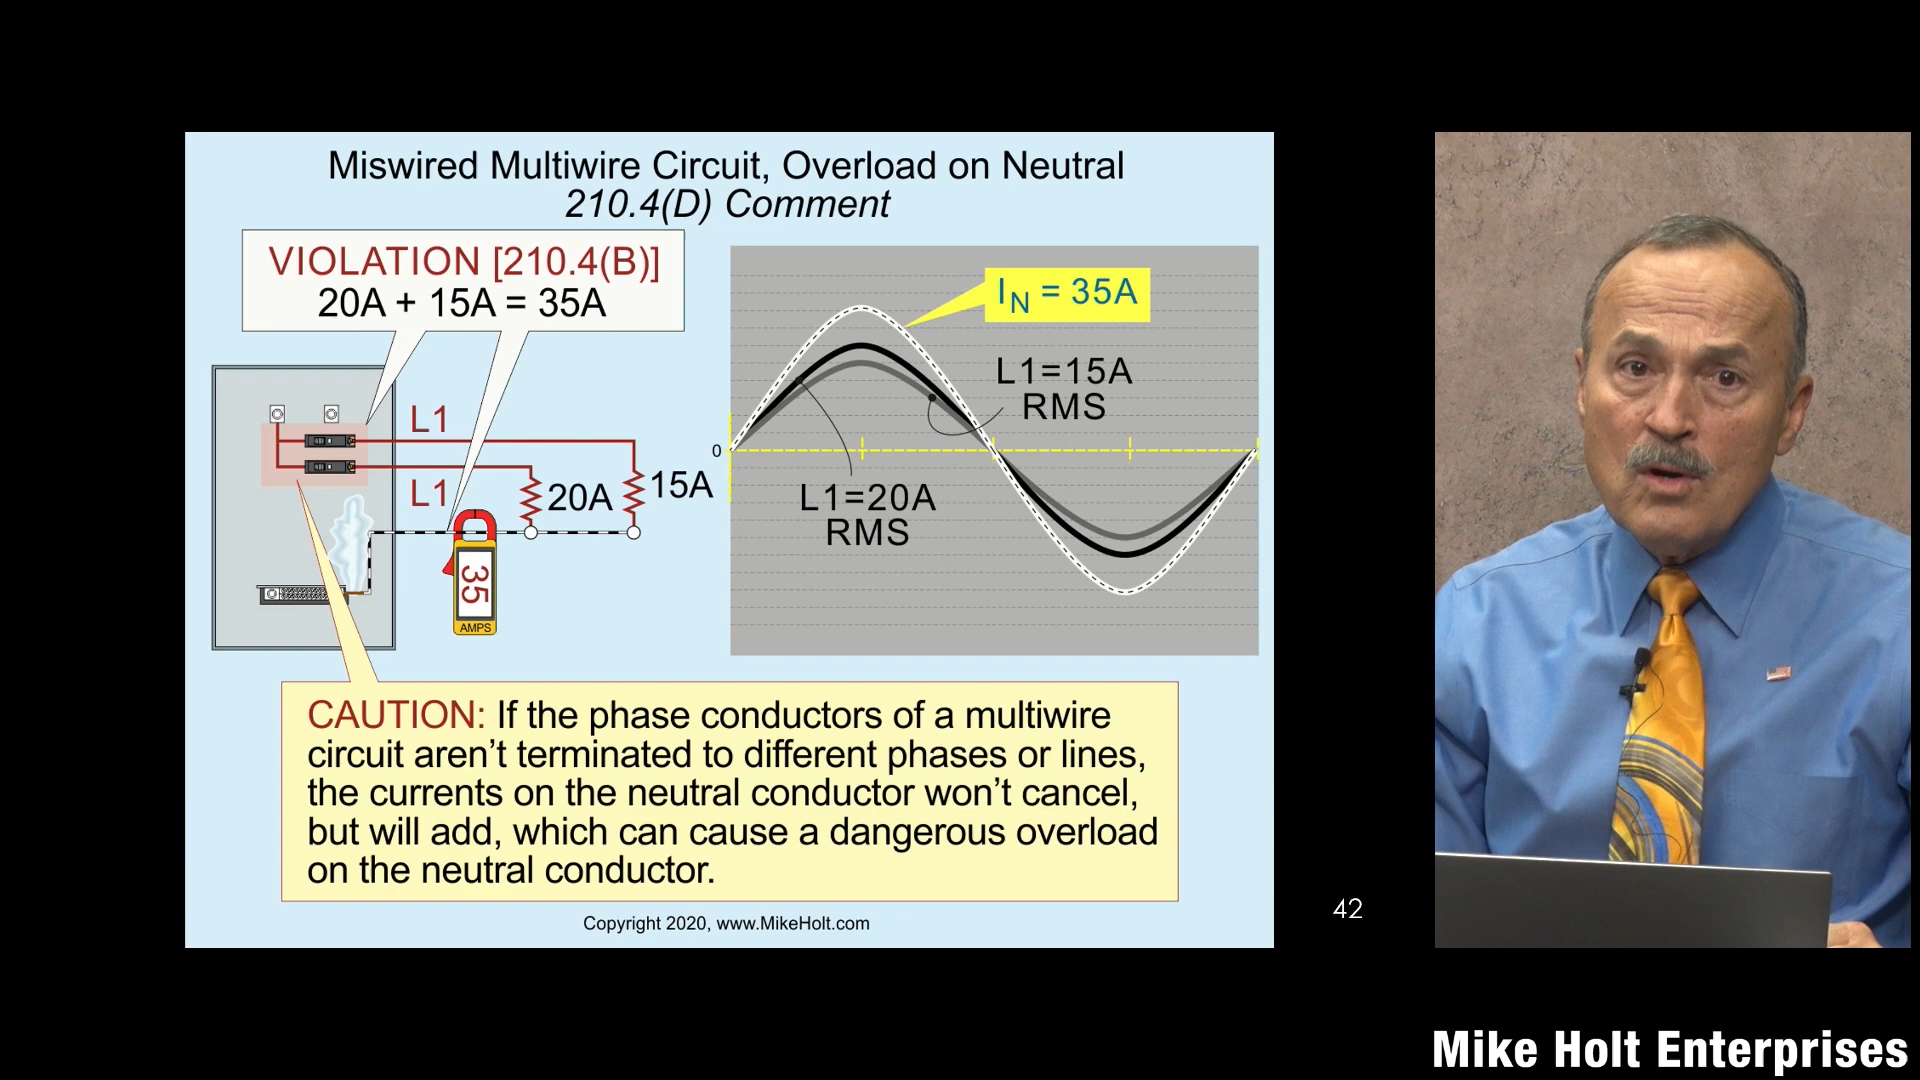 Miswired Multiwire Circuit, Overload on Neutral
210.4(D) Comment
VIOLATION [210.4(B)]
20A + 15A = 35A
IN = 35A
L1=15A
RMS
L1
L1
20A
15A
0
L1=20A
RMS
35
AMPS
CAUTION: If the phase conductors of a multiwire
circuit aren’t terminated to different phases or lines,
the currents on the neutral conductor won’t cancel,
but will add, which can cause a dangerous overload
on the neutral conductor.
Copyright 2020, www.MikeHolt.com
42
Mike Holt Enterprises